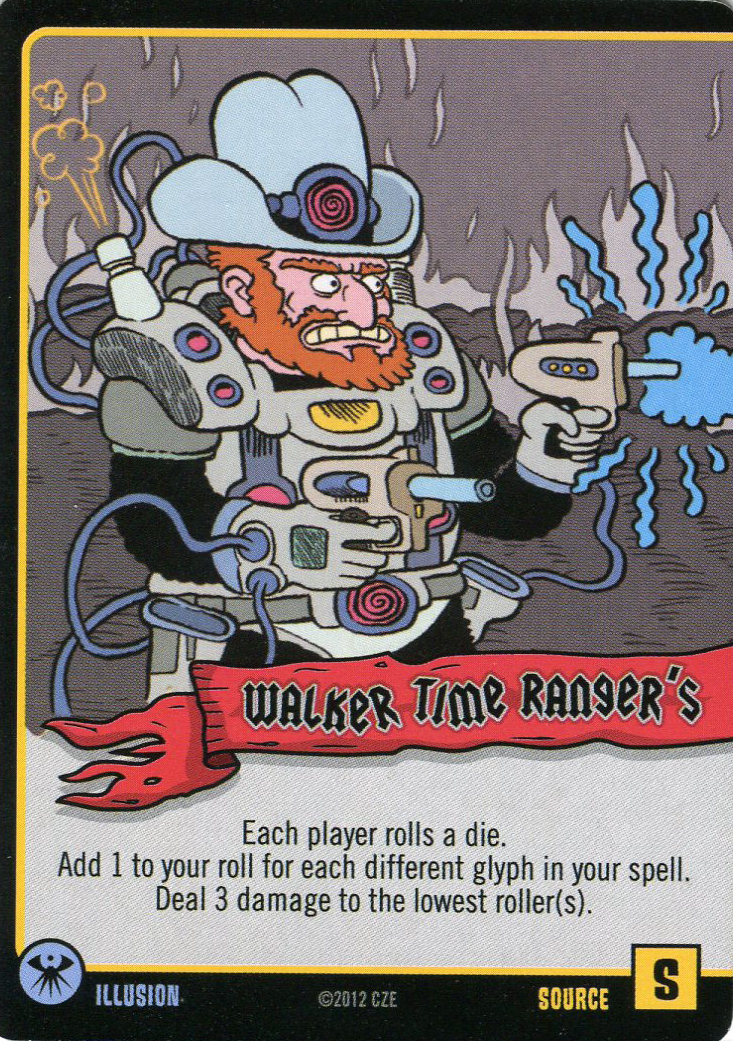 WALKER TIME RANGER'S
Each player rolls a die.
Add 1 to your roll for each different glyph in your spell.
Deal 3 damage to the lowest roller(s).
ILLUSION
©2012 CZE
SOURCE
S